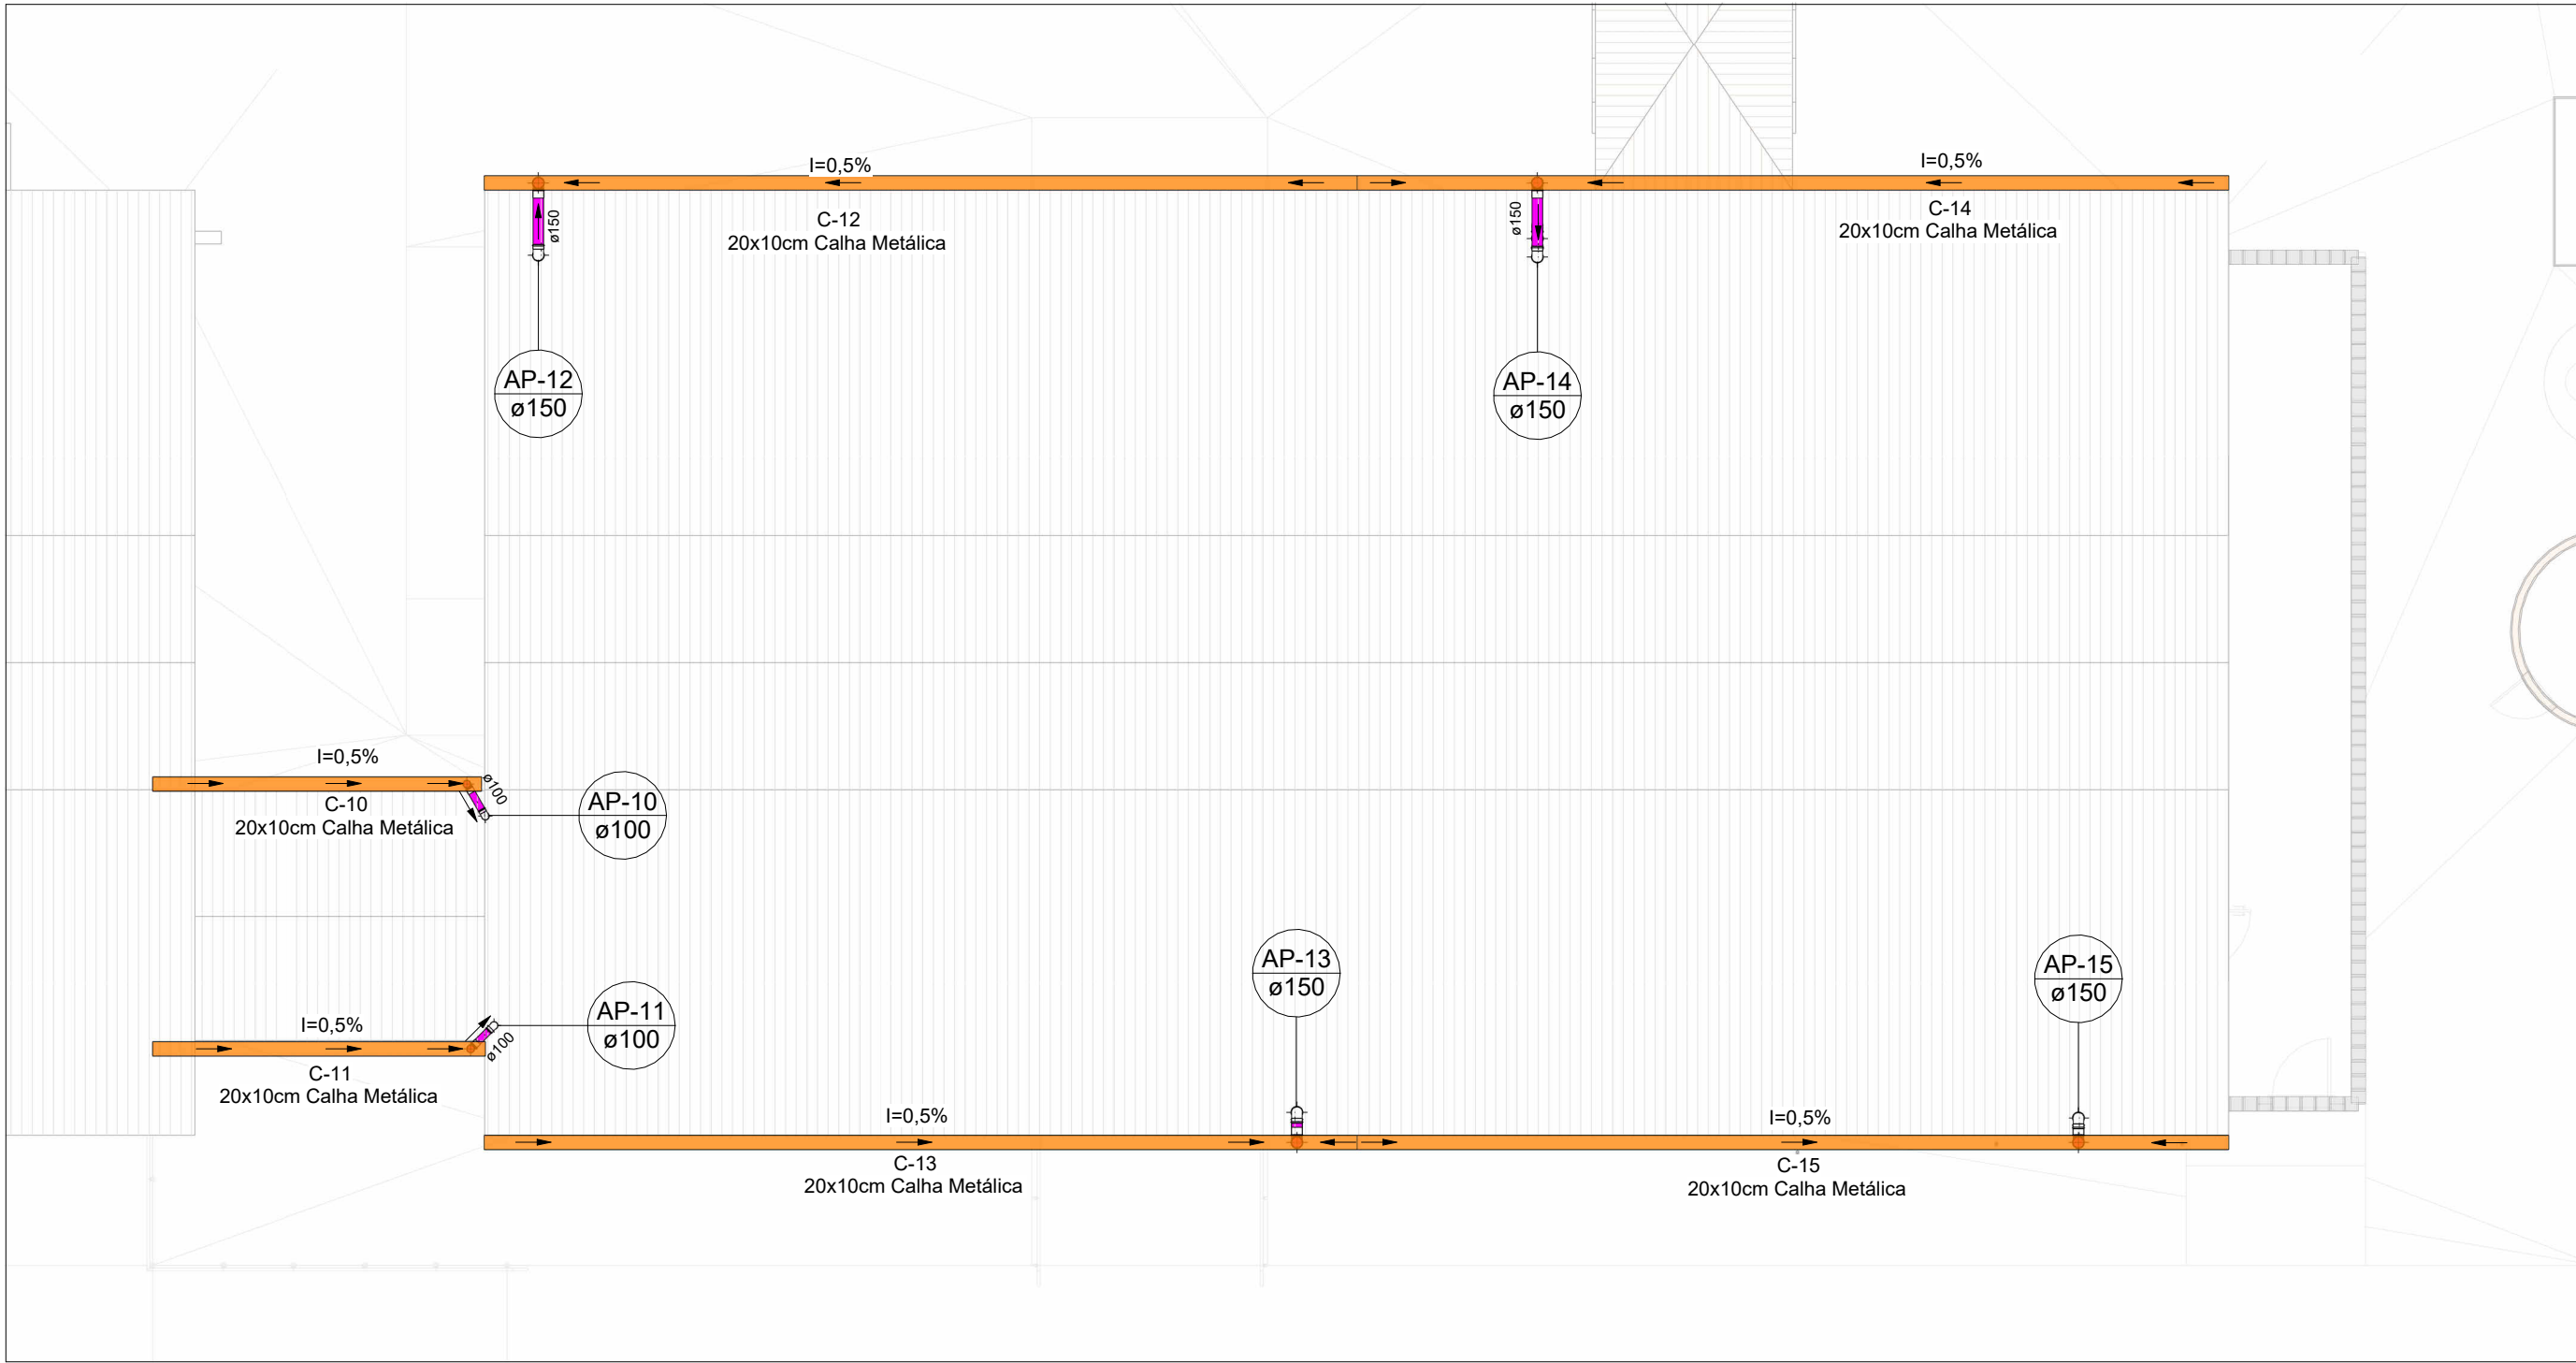 I=0,5%
I=0,5%
C-12
20x10cm Calha Metálica
C-14
20x10cm Calha Metálica
ø150
ø150
AP-12
ø150
AP-14
ø150
I=0,5%
C-10
20x10cm Calha Metálica
ø100
AP-10
ø100
I=0,5%
C-11
20x10cm Calha Metálica
ø100
AP-11
ø100
AP-13
ø150
AP-15
ø150
I=0,5%
C-13
20x10cm Calha Metálica
I=0,5%
C-15
20x10cm Calha Metálica